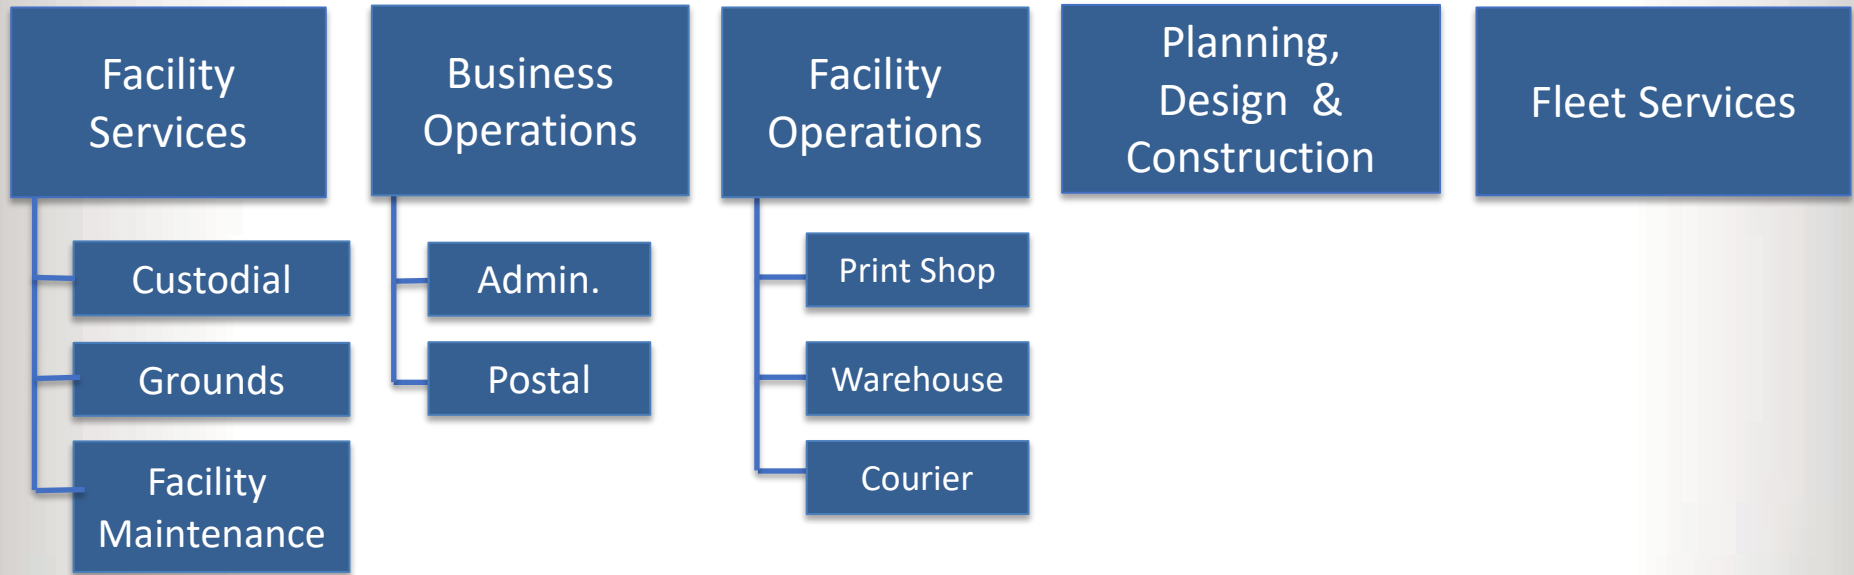 Facility
Services
Custodial
Grounds
Facility
Maintenance
Business
Operations
Admin.
Postal
Facility
Operations
Print Shop
Warehouse
Courier
Planning,
Design &
Construction
Fleet Services